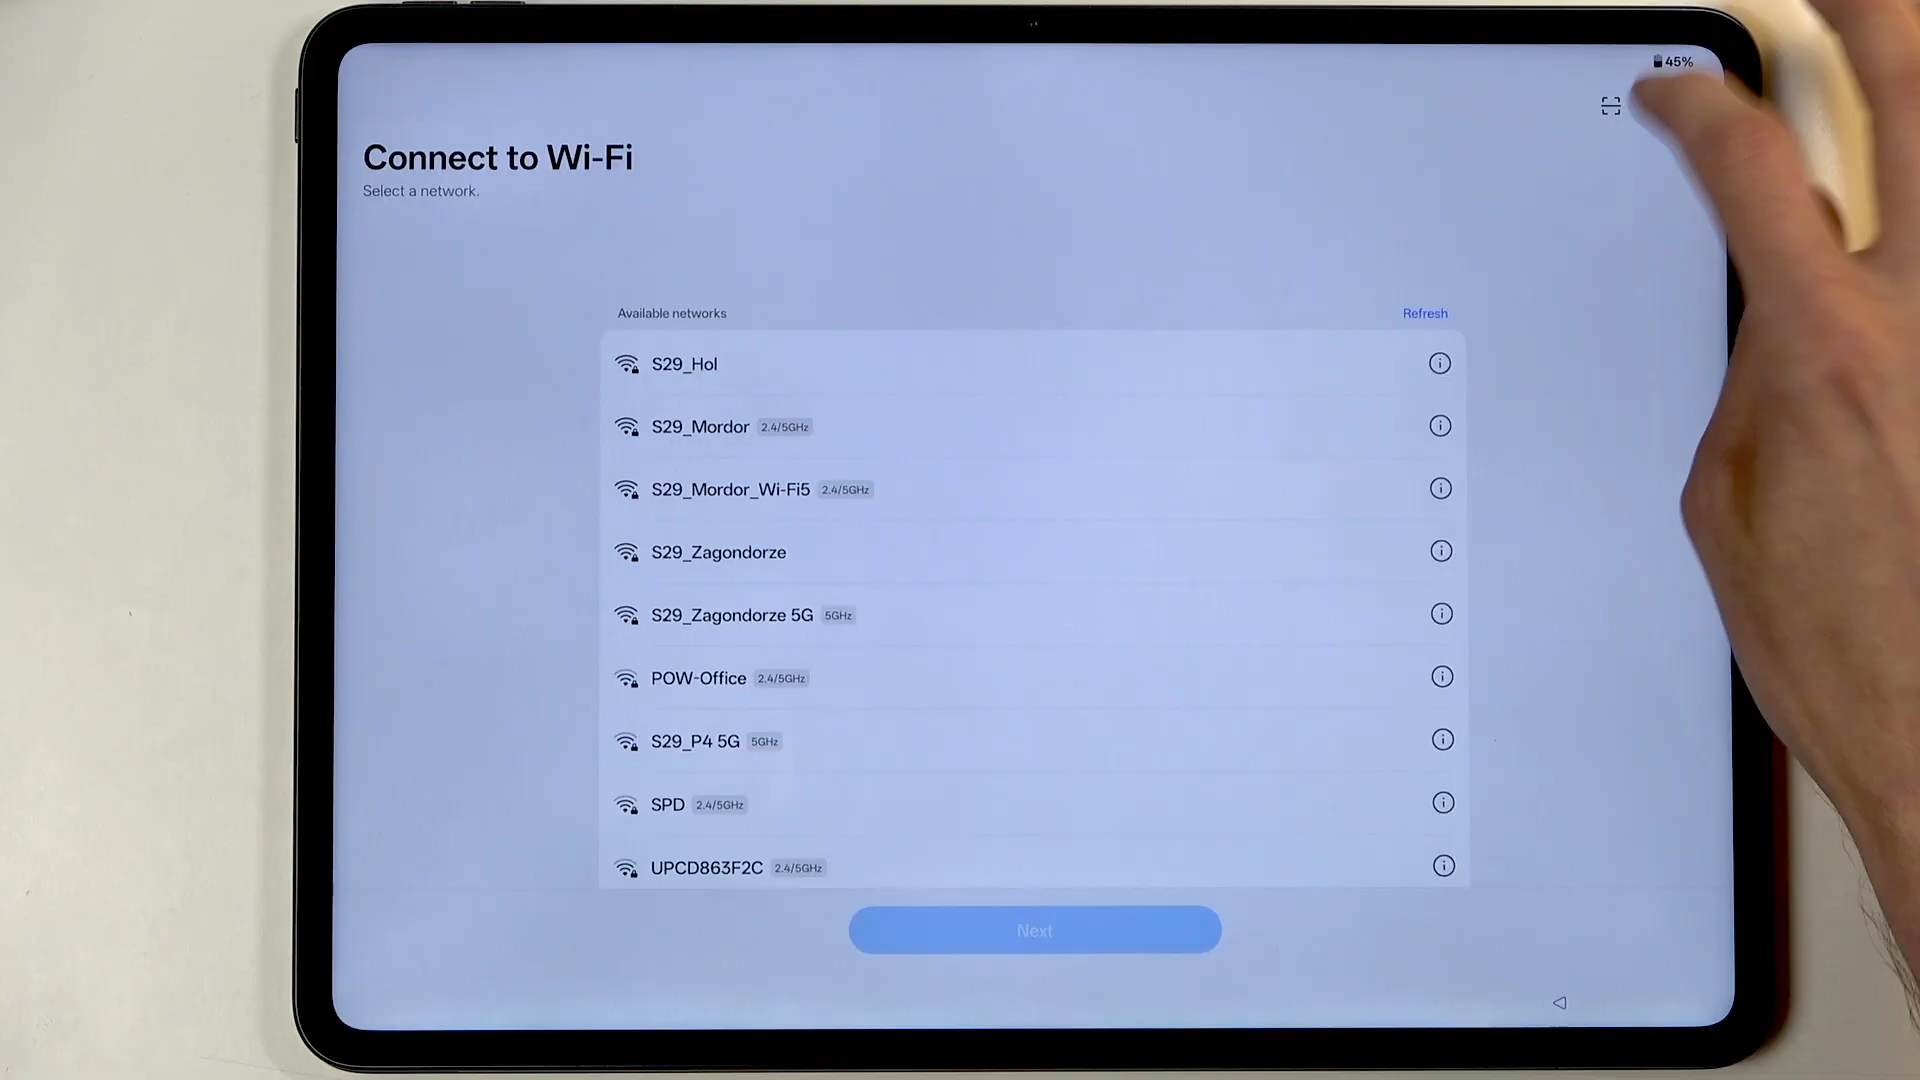 45%
Connect to Wi-Fi
Select a network.
Available networks
Refresh
S29_Hol
S29_Mordor 2.4/5GHz
S29_Mordor_Wi-Fi5 2.4/5GHz
S29_Zagondorze
S29_Zagondorze 5G 5GHz
POW-Office 2.4/5GHz
S29_P4 5G 5GHz
SPD 2.4/5GHz
UPCD863F2C 2.4/5GHz
Next